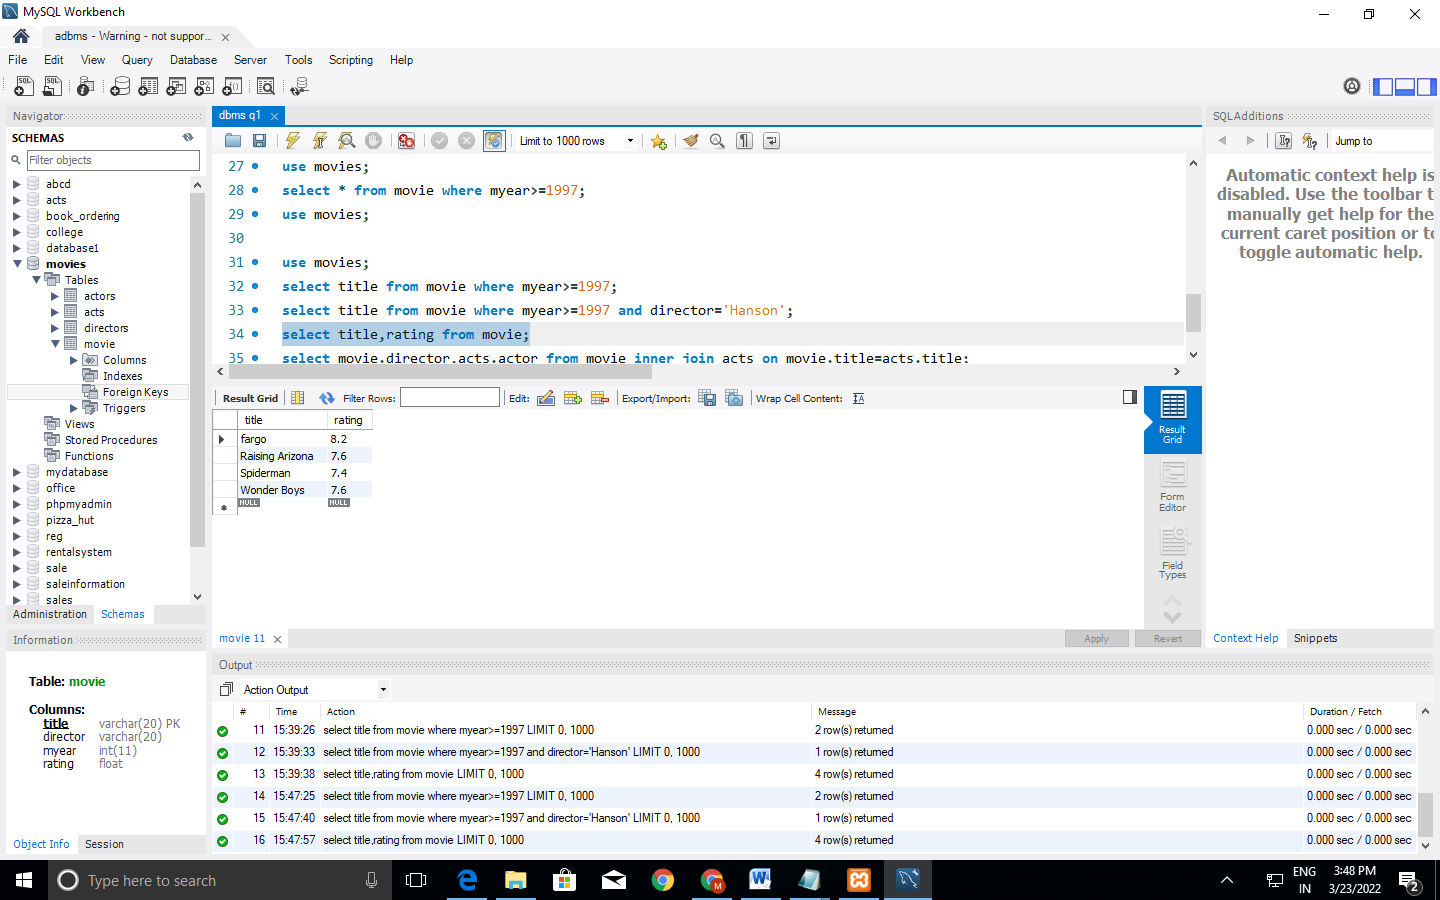 MySQL Workbench
adbms - Warning - not suppor...
File Edit View Query Database Server Tools Scripting Help
Navigator
SCHEMAS
Filter objects
abcd
acts
book_ordering
college
database1
movies
Tables
actors
acts
directors
movie
Columns
Indexes
Foreign Keys
Triggers
Views
Stored Procedures
Functions
mydatabase
office
phpmyadmin
pizza_hut
reg
rentalsystem
sale
saleinformation
sales
Administration Schemas
Information
Table: movie
Columns:
title varchar(20) PK
director varchar(20)
myear int(11)
rating float
Object Info Session
dbms q1
Limit to 1000 rows
27 use movies;
28 select * from movie where myear>=1997;
29 use movies;
30
31 use movies;
32 select title from movie where myear>=1997;
33 select title from movie where myear>=1997 and director='Hanson';
34 select title,rating from movie;
35 select movie.director.acts.actor from movie inner join acts on movie.title=acts.title;
Result Grid Filter Rows: Edit: Export/Import: Wrap Cell Content:
title rating
fargo 8.2
Raising Arizona 7.6
Spiderman 7.4
Wonder Boys 7.6
NULL NULL
Result
Grid
Form
Editor
Field
Types
movie 11
Apply Revert
Output
Action Output
# Time Action Message Duration / Fetch
11 15:39:26 select title from movie where myear>=1997 LIMIT 0, 1000 2 row(s) returned 0.000 sec / 0.000 sec
12 15:39:33 select title from movie where myear>=1997 and director='Hanson' LIMIT 0, 1000 1 row(s) returned 0.000 sec / 0.000 sec
13 15:39:38 select title,rating from movie LIMIT 0, 1000 4 row(s) returned 0.000 sec / 0.000 sec
14 15:47:25 select title from movie where myear>=1997 LIMIT 0, 1000 2 row(s) returned 0.000 sec / 0.000 sec
15 15:47:40 select title from movie where myear>=1997 and director='Hanson' LIMIT 0, 1000 1 row(s) returned 0.000 sec / 0.000 sec
16 15:47:57 select title,rating from movie LIMIT 0, 1000 4 row(s) returned 0.000 sec / 0.000 sec
SQLAdditions
Jump to
Automatic context help is
disabled. Use the toolbar t
manually get help for the
current caret position or to
toggle automatic help.
Context Help Snippets
Type here to search
ENG
IN
3:48 PM
3/23/2022
2